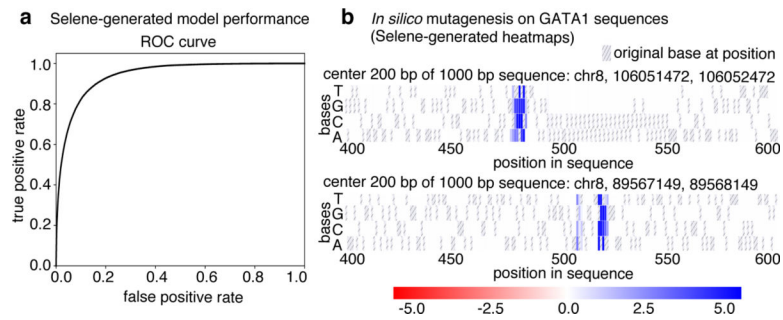 a Selene-generated model performance
ROC curve
1.0
0.8
0.6
0.4
0.2
0.0
true positive rate
0.0 0.2 0.4 0.6 0.8 1.0
false positive rate
b In silico mutagenesis on GATA1 sequences
(Selene-generated heatmaps)
original base at position
center 200 bp of 1000 bp sequence: chr8, 106051472, 106052472
bases
T
G
C
A
400 450 500 550 600
position in sequence
center 200 bp of 1000 bp sequence: chr8, 89567149, 89568149
bases
T
G
C
A
400 450 500 550 600
position in sequence
-5.0 -2.5 0.0 2.5 5.0